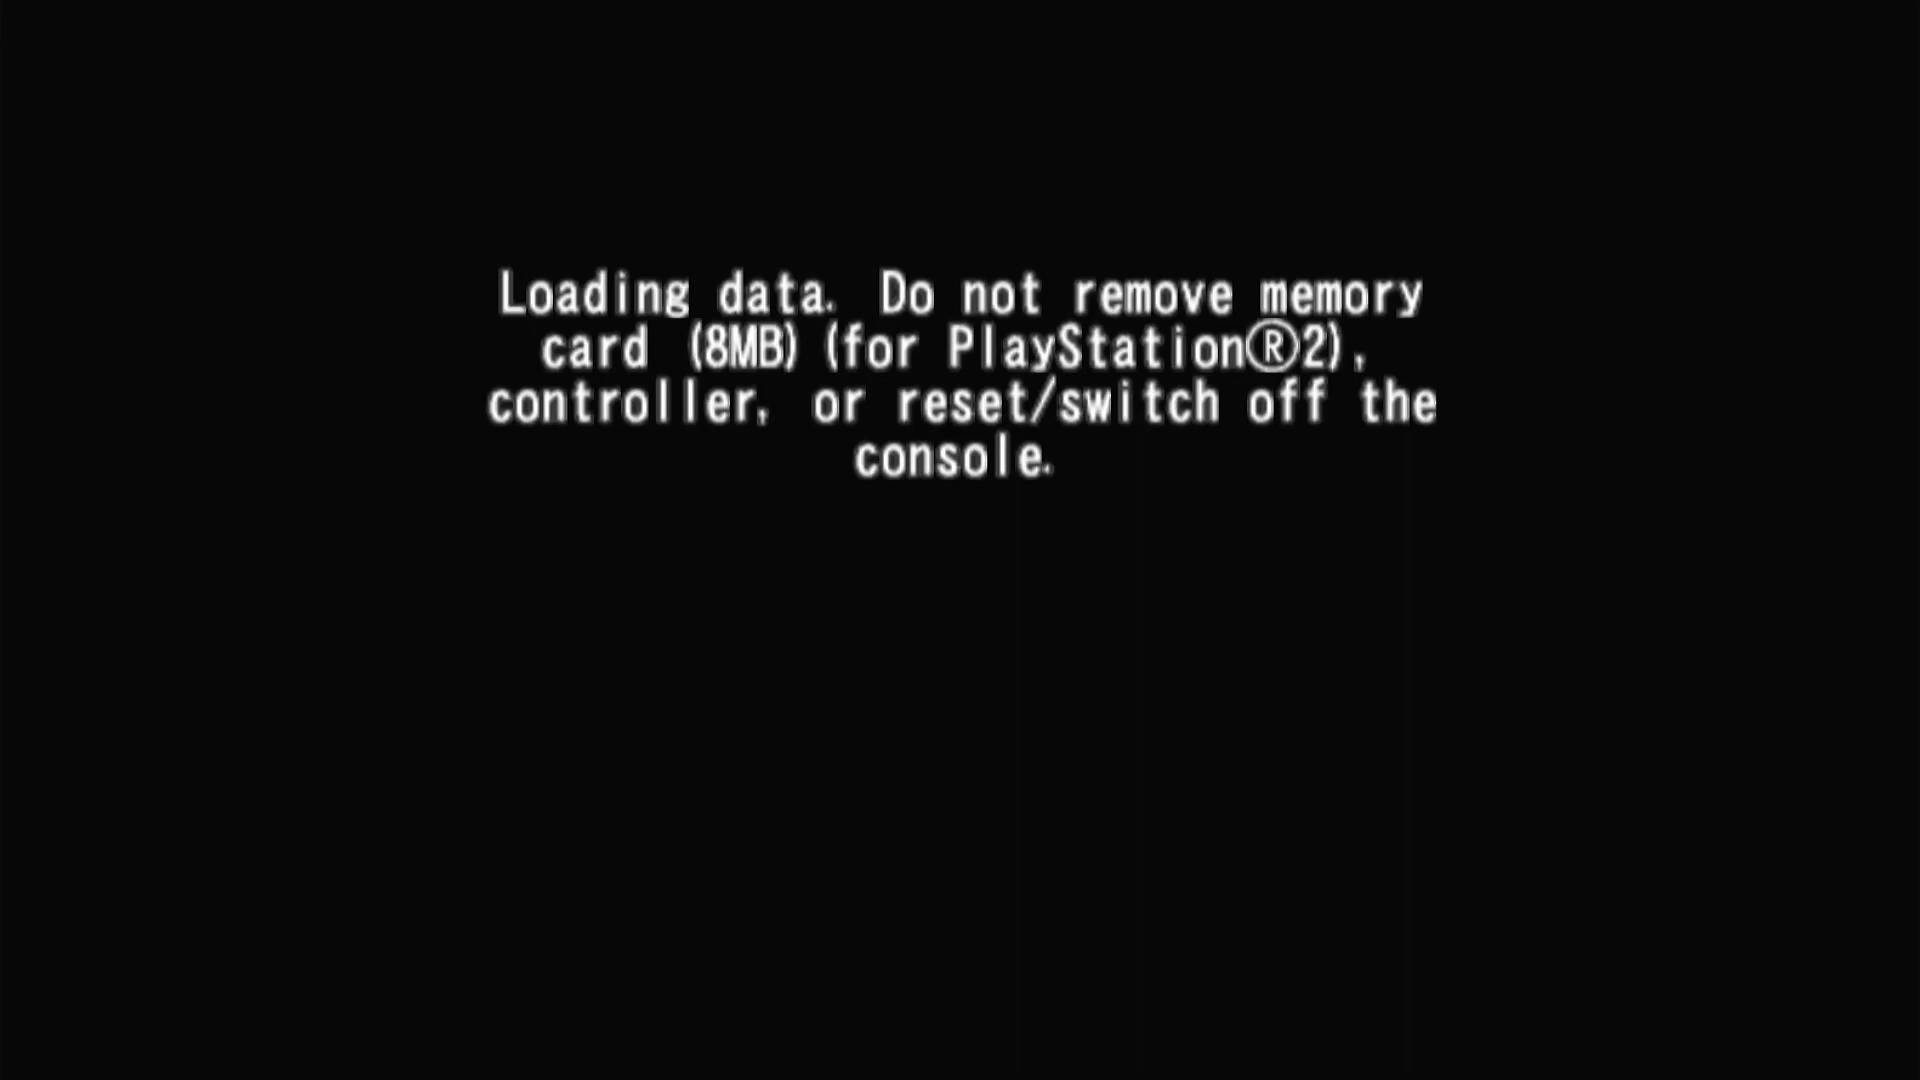 Loading data. Do not remove memory
card (8MB) (for PlayStation®2),
controller, or reset/switch off the
console.